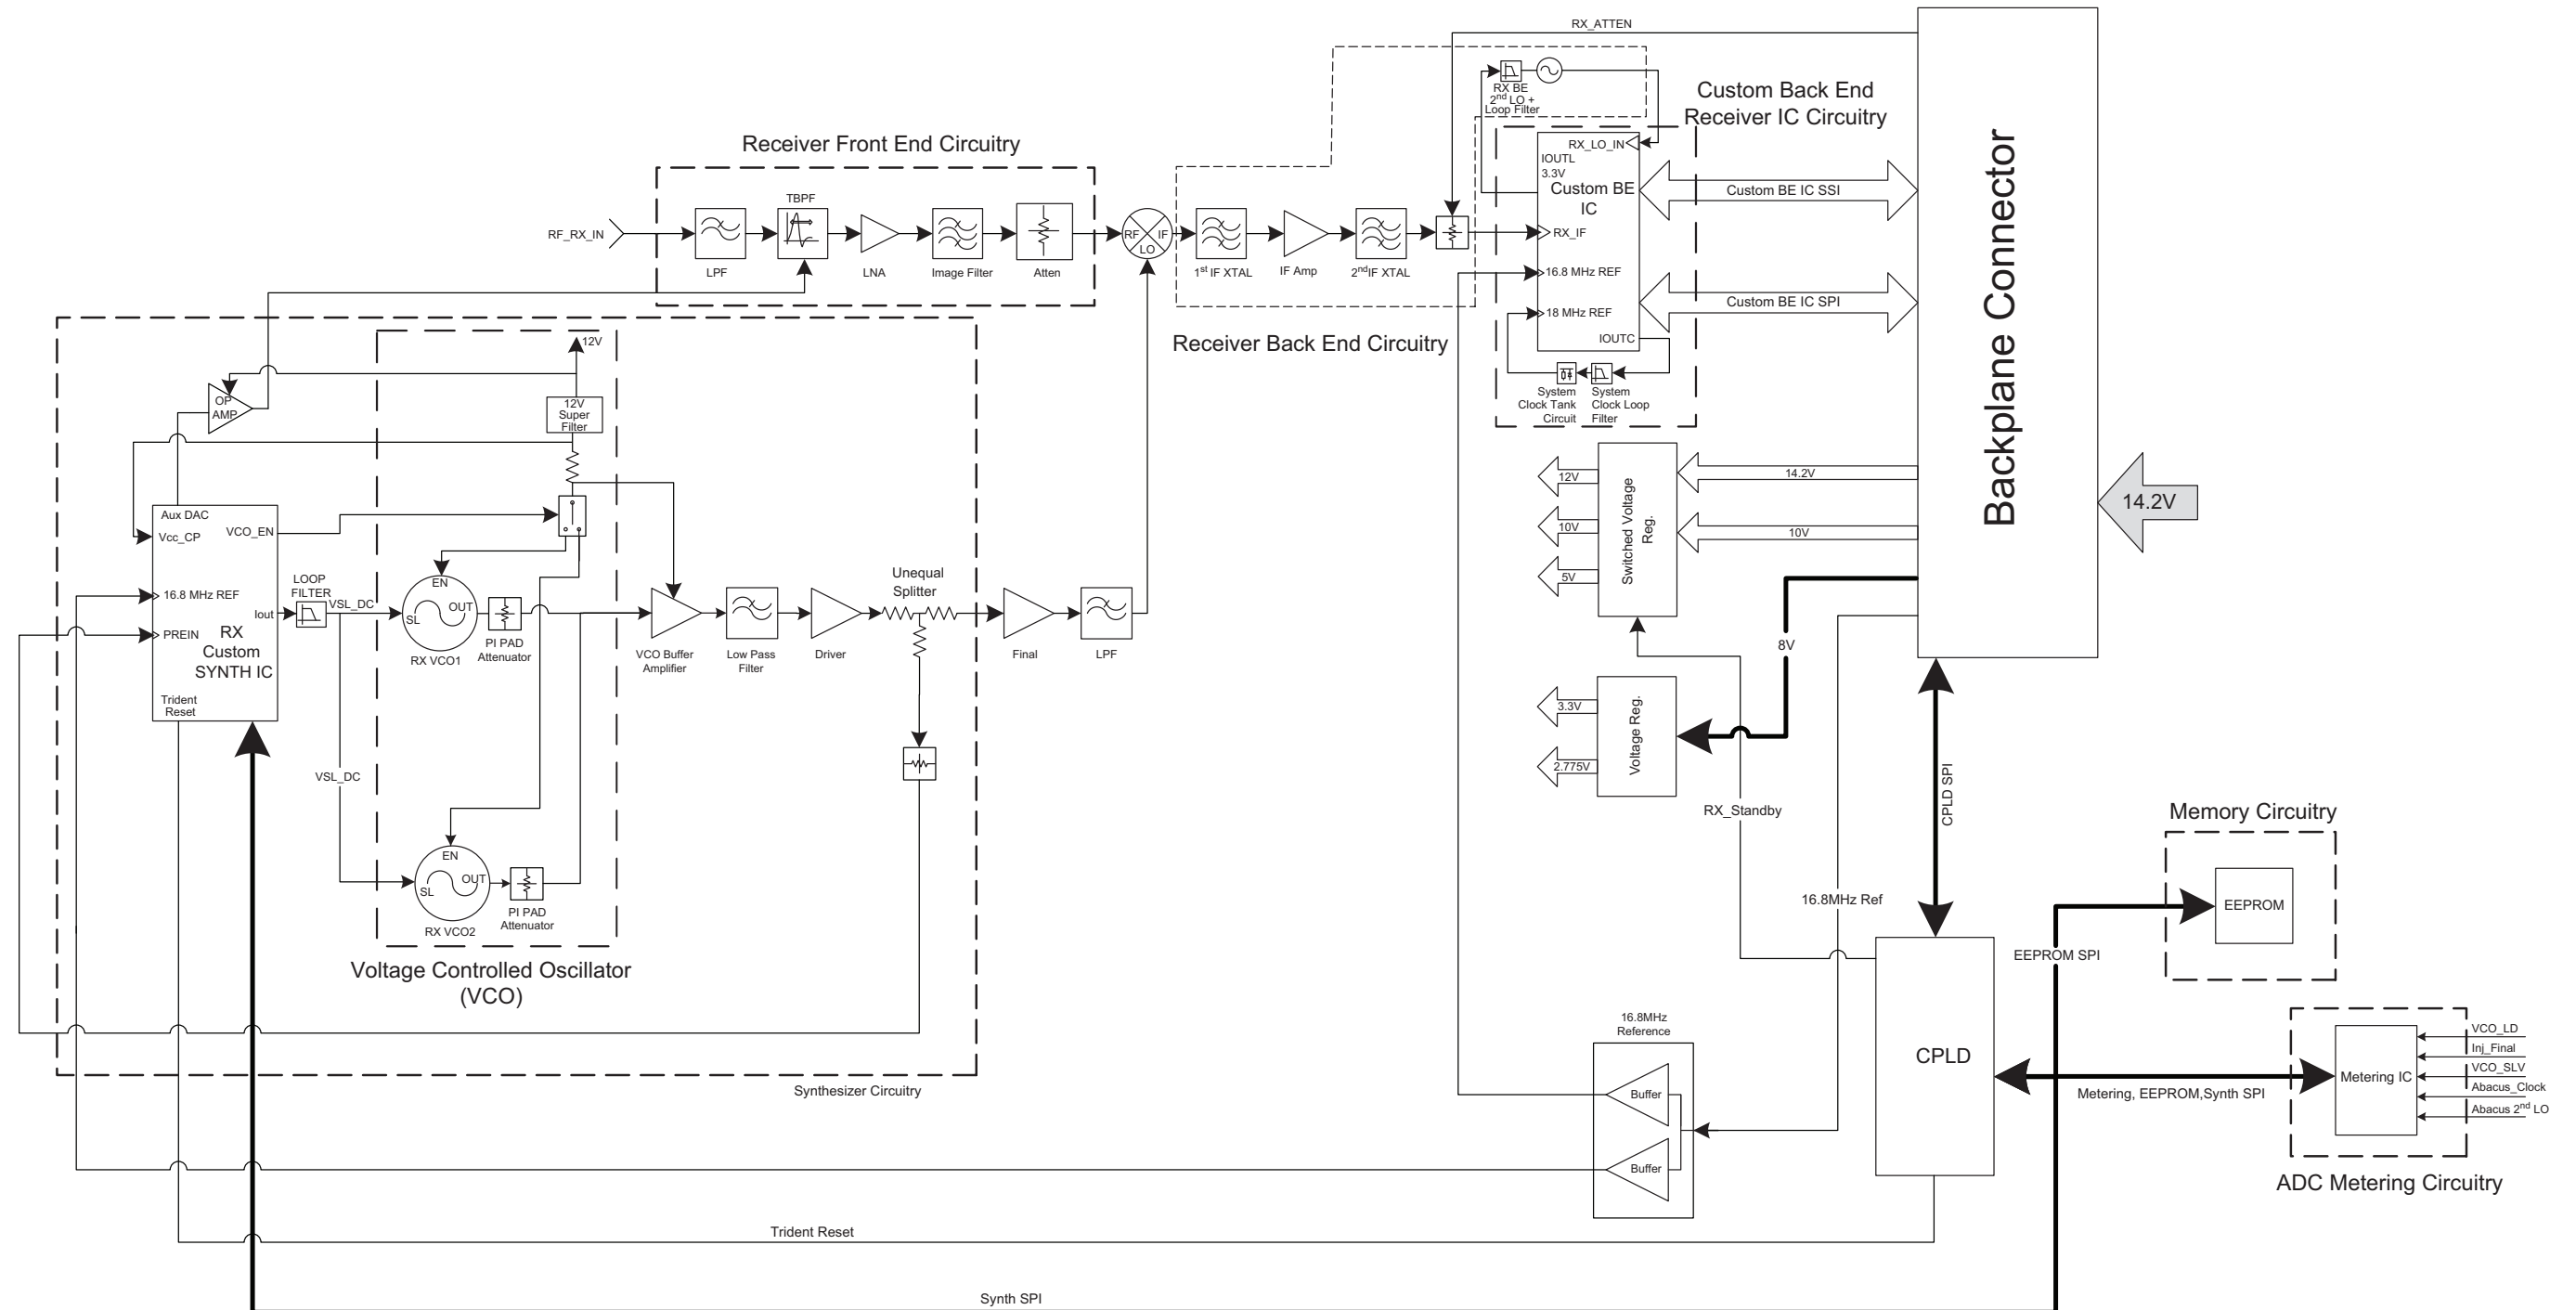 RX_ATTEN
RX BE
2nd LO +
Loop Filter
Custom Back End
Receiver IC Circuitry
Backplane Connector
Receiver Front End Circuitry
RX_LO_IN
IOUTL
3.3V
Custom BE
IC
RX_IF
16.8 MHz REF
18 MHz REF
IOUTC
Custom BE IC SSI
Custom BE IC SPI
RF_RX_IN
LPF
TBPF
LNA
Image Filter
Atten
RF
IF
LO
1st IF XTAL
IF Amp
2ndIF XTAL
Receiver Back End Circuitry
System
Clock Tank
Circuit
System
Clock Loop
Filter
12V
OP
AMP
12V
Super
Filter
Aux DAC
Vcc_CP
VCO_EN
16.8 MHz REF
Iout
PREIN
RX
Custom
SYNTH IC
Trident
Reset
LOOP
FILTER
VSL_DC
EN
OUT
SL
RX VCO1
PI PAD
Attenuator
VCO Buffer
Amplifier
Low Pass
Filter
Driver
Unequal
Splitter
Final
LPF
VSL_DC
EN
OUT
SL
RX VCO2
PI PAD
Attenuator
Voltage Controlled Oscillator
(VCO)
Synthesizer Circuitry
12V
10V
5V
Switched Voltage
Reg.
14.2V
10V
14.2V
8V
3.3V
2.775V
Voltage Reg.
RX_Standby
CPLD SPI
16.8MHz Ref
Memory Circuitry
EEPROM
EEPROM SPI
16.8MHz
Reference
Buffer
Buffer
CPLD
Metering, EEPROM,Synth SPI
Metering IC
VCO_LD
Inj_Final
VCO_SLV
Abacus_Clock
Abacus 2nd LO
ADC Metering Circuitry
Trident Reset
Synth SPI